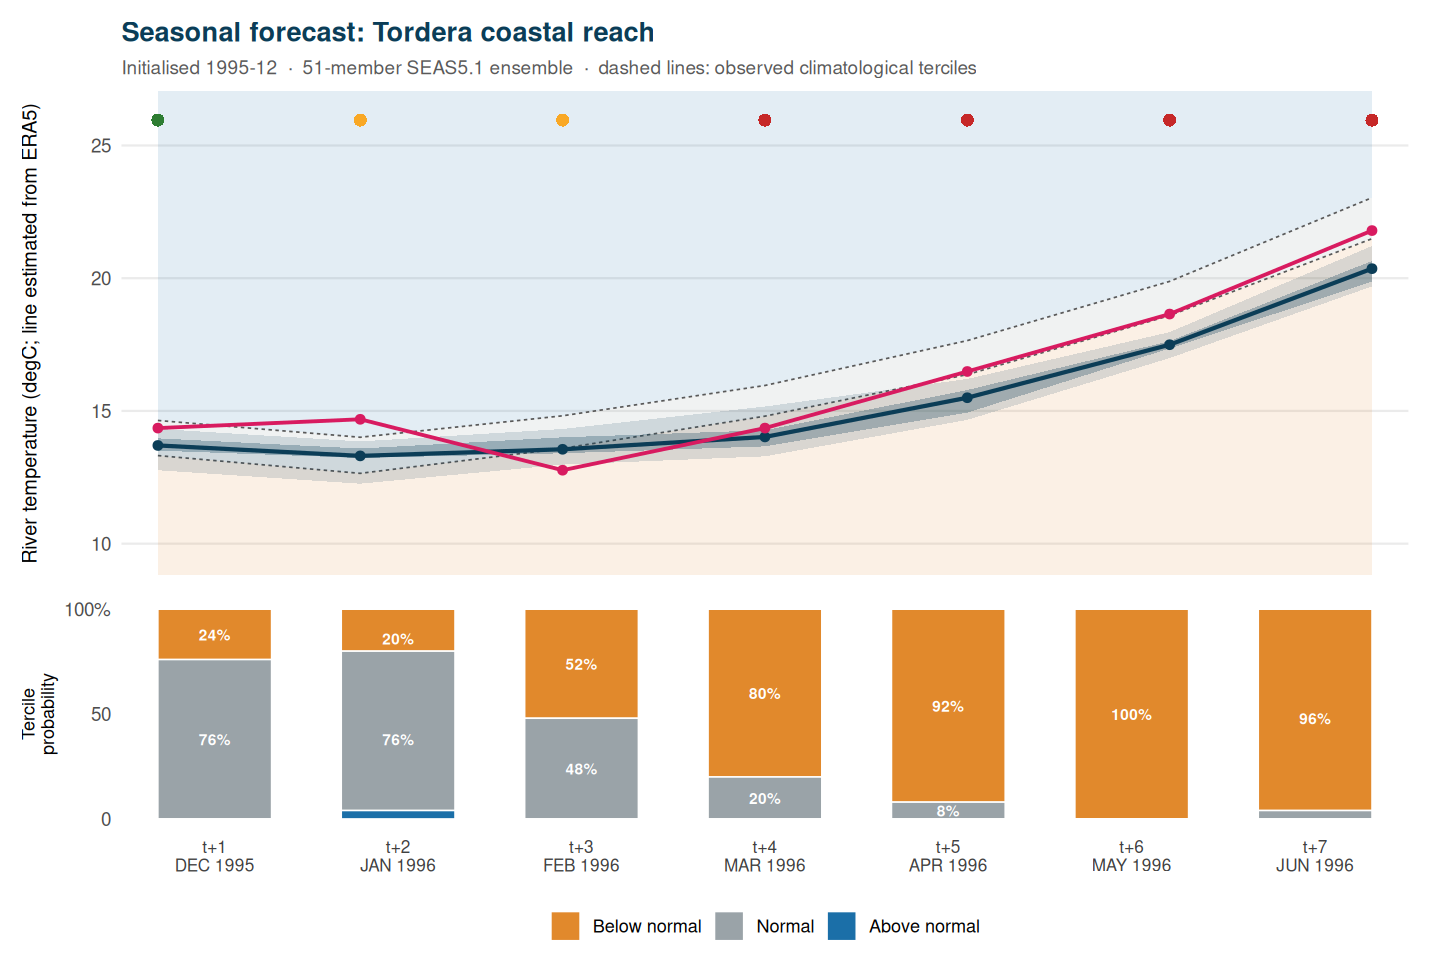 Seasonal forecast: Tordera coastal reach
Initialised 1995-12 · 51-member SEAS5.1 ensemble · dashed lines: observed climatological terciles
River temperature (degC; line estimated from ERA5)
25
20
15
10
Tercile
probability
100%
50
0
24%
76%
20%
76%
52%
48%
80%
20%
92%
8%
100%
96%
t+1
DEC 1995
t+2
JAN 1996
t+3
FEB 1996
t+4
MAR 1996
t+5
APR 1996
t+6
MAY 1996
t+7
JUN 1996
Below normal
Normal
Above normal